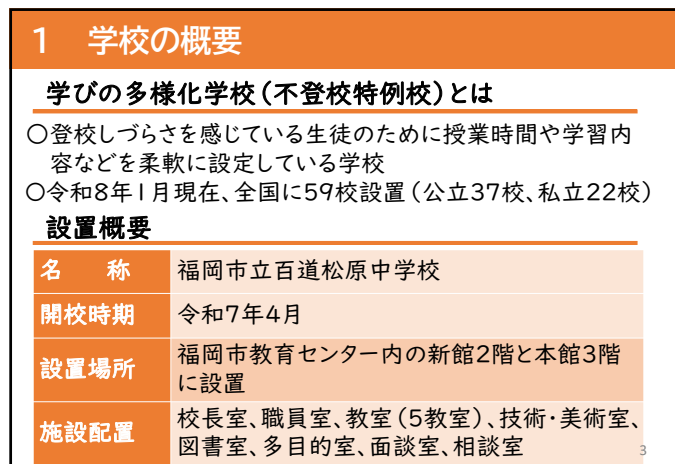 1　学校の概要
学びの多様化学校(不登校特例校)とは
○登校しづらさを感じている生徒のために授業時間や学習内
容などを柔軟に設定している学校
○令和8年1月現在、全国に59校設置(公立37校、私立22校)
設置概要
名　　称　福岡市立百道松原中学校
開校時期　令和7年4月
設置場所　福岡市教育センター内の新館2階と本館3階
に設置
施設配置　校長室、職員室、教室(5教室)、技術・美術室、
図書室、多目的室、面談室、相談室
3